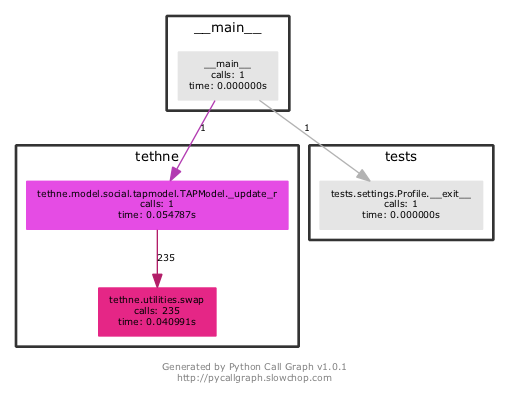 __main__
__main__
calls: 1
time: 0.000000s
1
1
tethne
tethne.model.social.tapmodel.TAPModel._update_r
calls: 1
time: 0.054787s
tests
tests.settings.Profile.__exit__
calls: 1
time: 0.000000s
235
tethne.utilities.swap
calls: 235
time: 0.040991s
Generated by Python Call Graph v1.0.1
http://pycallgraph.slowchop.com